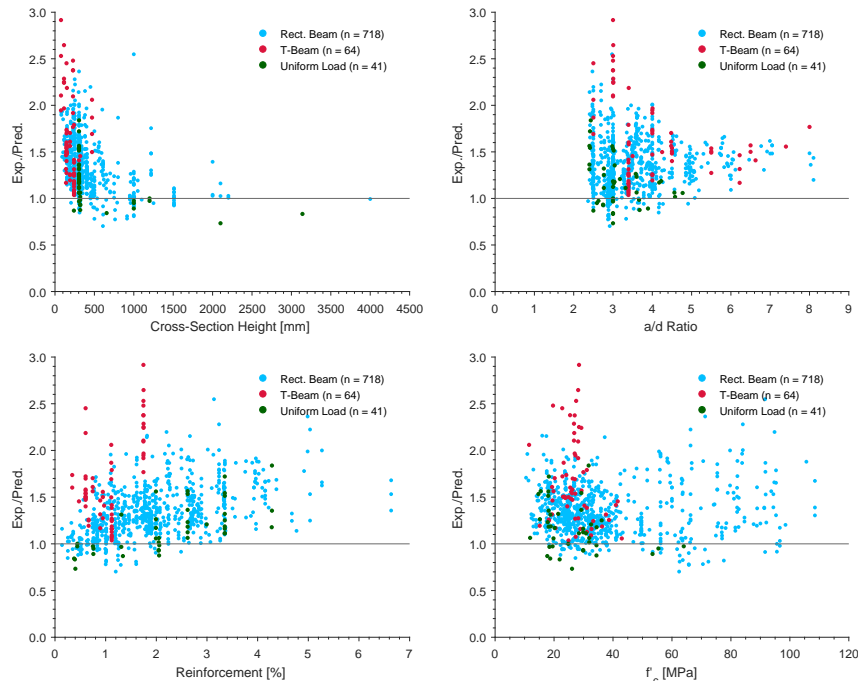 3.0
2.5
2.0
1.5
1.0
0.5
0.0
Exp./Pred.
Rect. Beam (n = 718)
T-Beam (n = 64)
Uniform Load (n = 41)
0 500 1000 1500 2000 2500 3000 3500 4000 4500
Cross-Section Height [mm]
3.0
2.5
2.0
1.5
1.0
0.5
0.0
Exp./Pred.
Rect. Beam (n = 718)
T-Beam (n = 64)
Uniform Load (n = 41)
0 1 2 3 4 5 6 7 8 9
a/d Ratio
3.0
2.5
2.0
1.5
1.0
0.5
0.0
Exp./Pred.
Rect. Beam (n = 718)
T-Beam (n = 64)
Uniform Load (n = 41)
0 1 2 3 4 5 6 7
Reinforcement [%]
3.0
2.5
2.0
1.5
1.0
0.5
0.0
Exp./Pred.
Rect. Beam (n = 718)
T-Beam (n = 64)
Uniform Load (n = 41)
0 20 40 60 80 100 120
f'c [MPa]